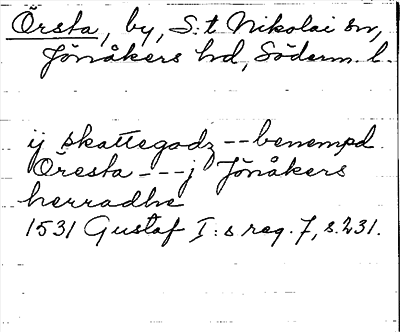 Örsta, by, S:t Nikolai sn,
Jönåkers hd, Söderm. l.
ij skattegodz -- benempd
Öresta --- j Jönåkers
herradhe
1531 Gustaf I:s reg. 7, s. 231.